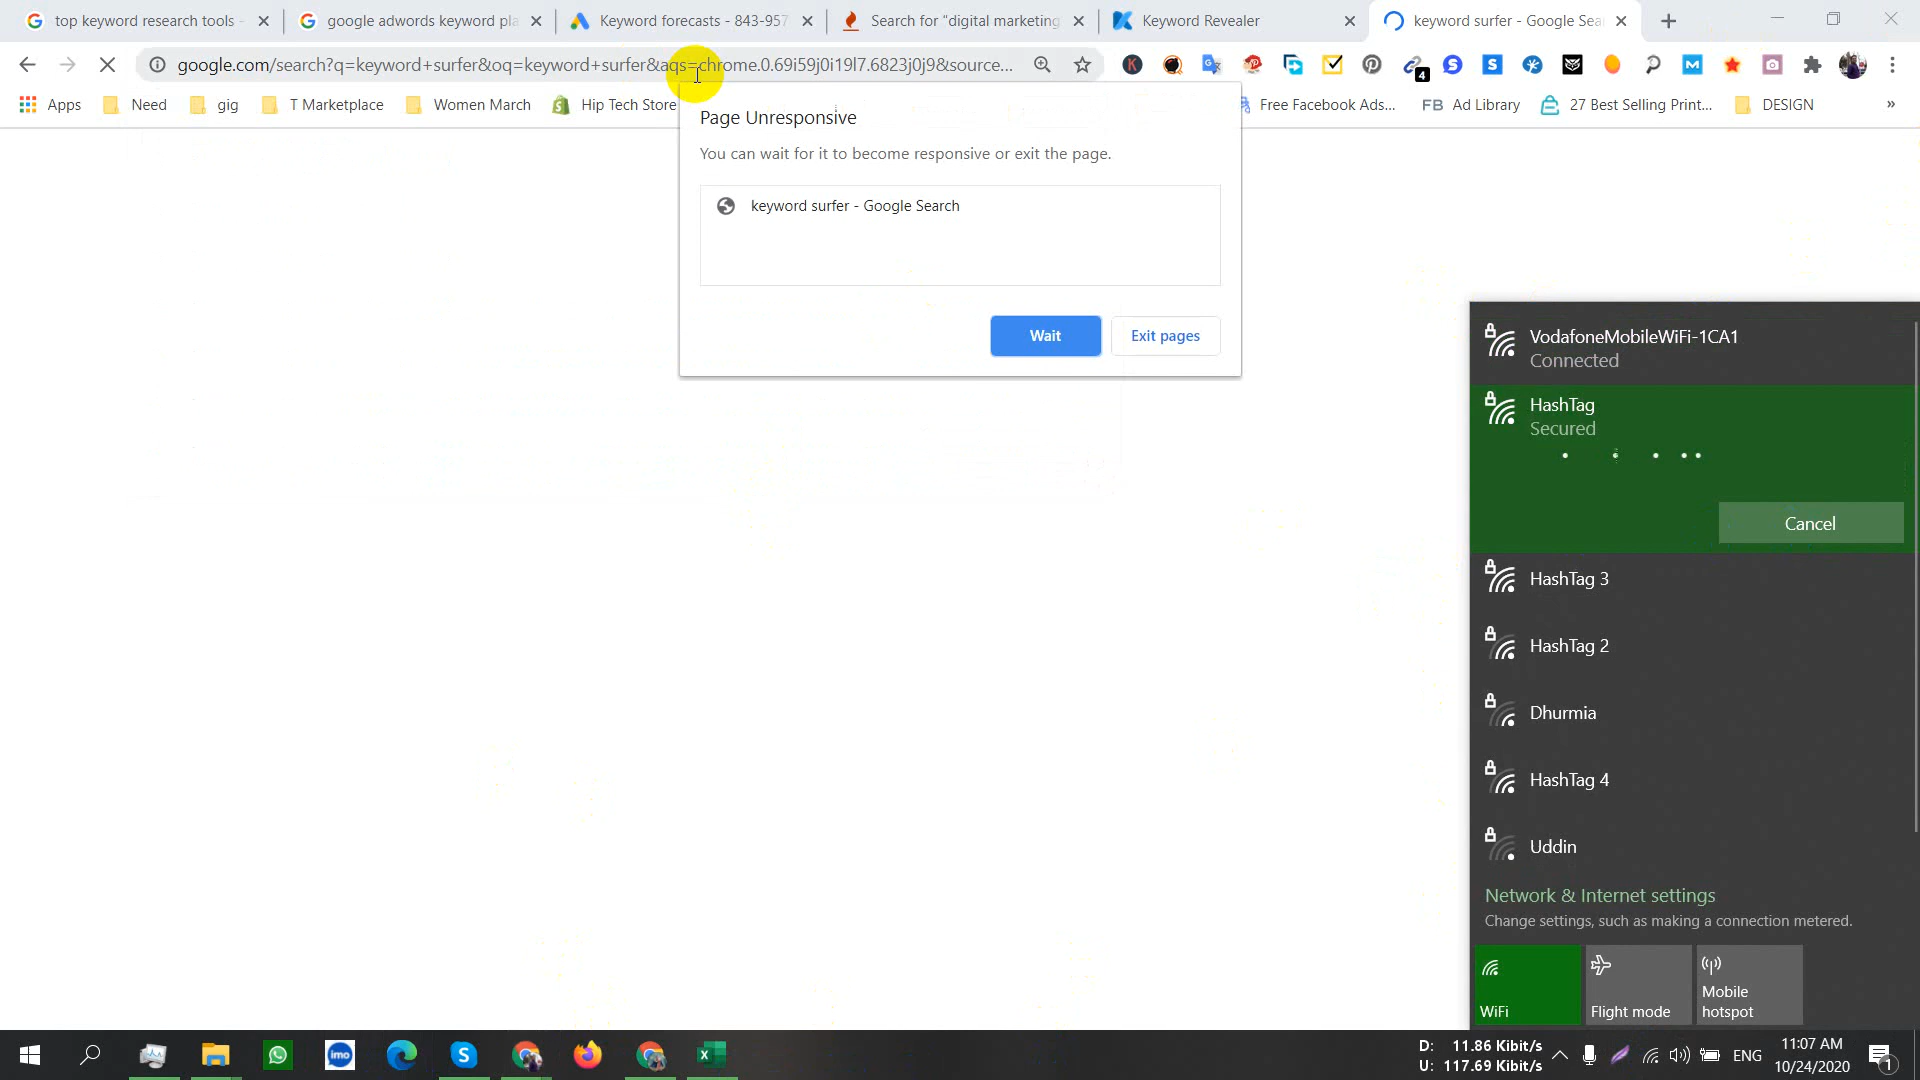 top keyword research tools -
google adwords keyword pla
Keyword forecasts - 843-957
Search for "digital marketing
Keyword Revealer
keyword surfer - Google Sea
google.com/search?q=keyword+surfer&oq=keyword+surfer&aqs=chrome.0.69i59j0i19l7.6823j0j9&source...
4
Apps
Need
gig
T Marketplace
Women March
Hip Tech Store
Free Facebook Ads...
FB Ad Library
27 Best Selling Print...
DESIGN
»
Page Unresponsive
You can wait for it to become responsive or exit the page.
keyword surfer - Google Search
Wait
Exit pages
VodafoneMobileWiFi-1CA1
Connected
HashTag
Secured
Cancel
HashTag 3
HashTag 2
Dhurmia
HashTag 4
Uddin
Network & Internet settings
Change settings, such as making a connection metered.
WiFi
Flight mode
Mobile
hotspot
imo
D: 11.86 Kibit/s
U: 117.69 Kibit/s
ENG
11:07 AM
10/24/2020
1